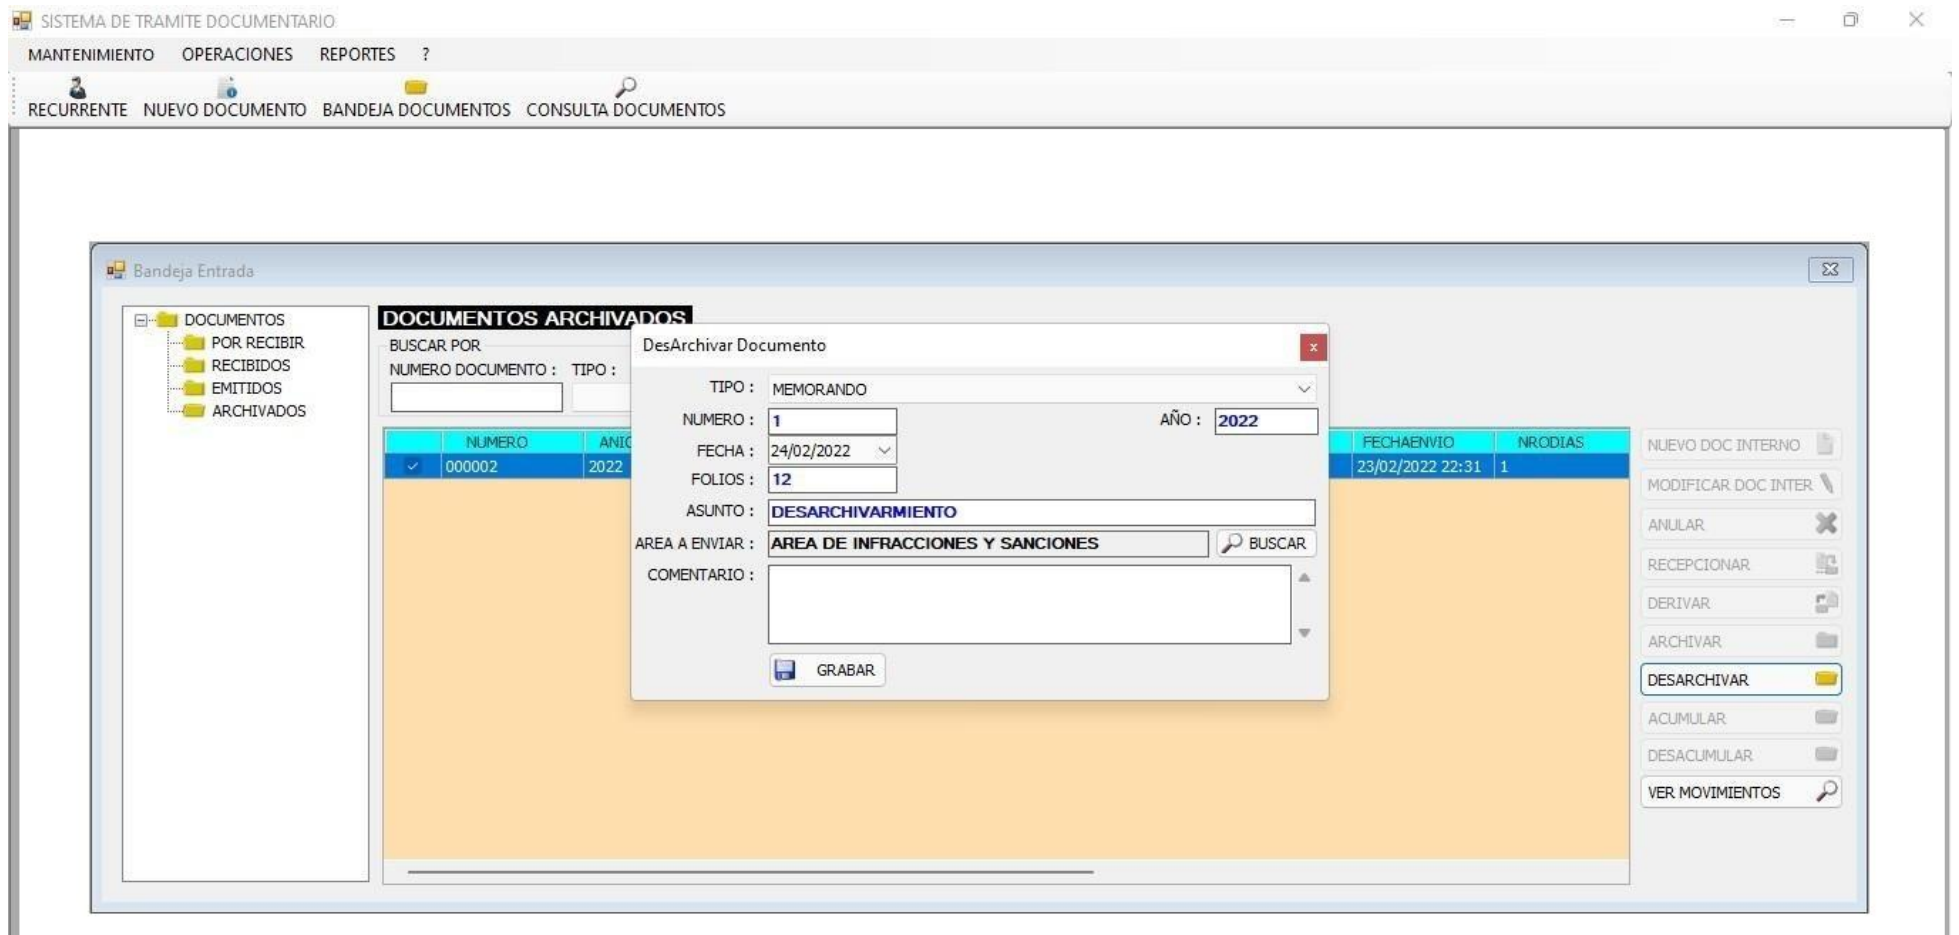 SISTEMA DE TRAMITE DOCUMENTARIO
MANTENIMIENTO OPERACIONES REPORTES ?
RECURRENTE NUEVO DOCUMENTO BANDEJA DOCUMENTOS CONSULTA DOCUMENTOS
Bandeja Entrada
DOCUMENTOS
POR RECIBIR
RECIBIDOS
EMITIDOS
ARCHIVADOS
DOCUMENTOS ARCHIVADOS
BUSCAR POR
NUMERO DOCUMENTO : TIPO :
NUMERO ANIO FECHAENVIO NRODIAS
000002 2022 23/02/2022 22:31 1
DesArchivar Documento
TIPO : MEMORANDO
NUMERO : 1 AÑO : 2022
FECHA : 24/02/2022
FOLIOS : 12
ASUNTO : DESARCHIVARMIENTO
AREA A ENVIAR : AREA DE INFRACCIONES Y SANCIONES BUSCAR
COMENTARIO :
GRABAR
NUEVO DOC INTERNO
MODIFICAR DOC INTER
ANULAR
RECEPCIONAR
DERIVAR
ARCHIVAR
DESARCHIVAR
ACUMULAR
DESACUMULAR
VER MOVIMIENTOS